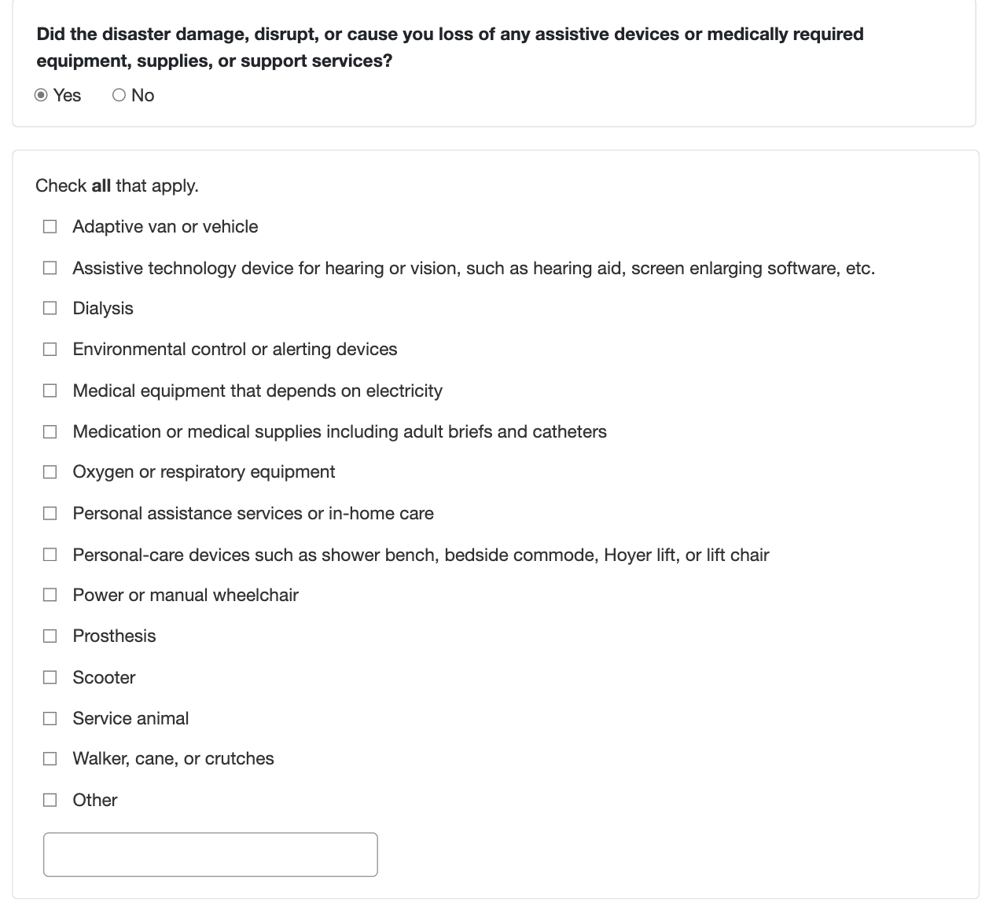 Did the disaster damage, disrupt, or cause you loss of any assistive devices or medically required
equipment, supplies, or support services?
Yes No
Check all that apply.
Adaptive van or vehicle
Assistive technology device for hearing or vision, such as hearing aid, screen enlarging software, etc.
Dialysis
Environmental control or alerting devices
Medical equipment that depends on electricity
Medication or medical supplies including adult briefs and catheters
Oxygen or respiratory equipment
Personal assistance services or in-home care
Personal-care devices such as shower bench, bedside commode, Hoyer lift, or lift chair
Power or manual wheelchair
Prosthesis
Scooter
Service animal
Walker, cane, or crutches
Other